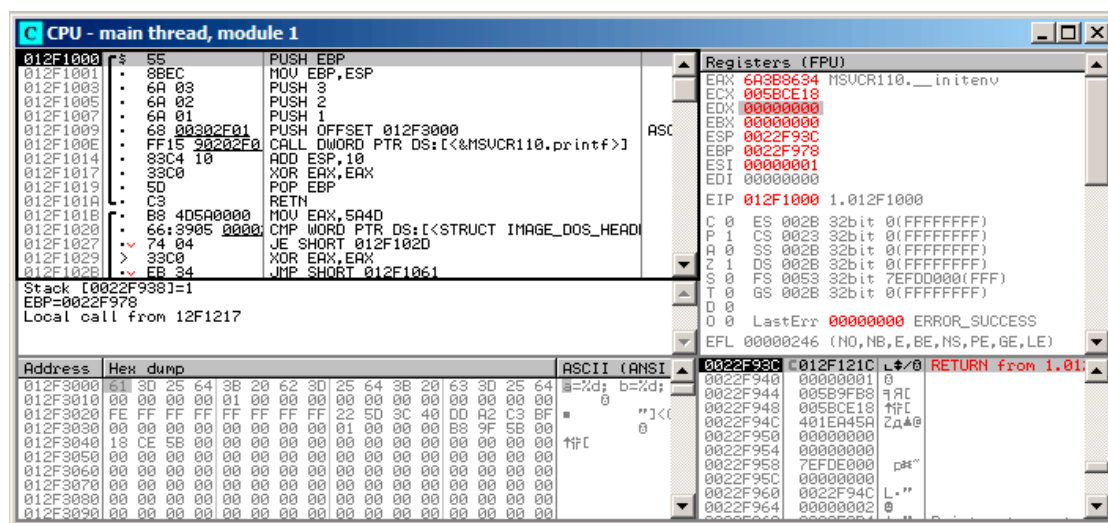 C CPU - main thread, module 1
012F1000 $ 55 PUSH EBP
012F1001 . 8BEC MOV EBP,ESP
012F1003 . 6A 03 PUSH 3
012F1005 . 6A 02 PUSH 2
012F1007 . 6A 01 PUSH 1
012F1009 . 68 00302F01 PUSH OFFSET 012F3000 ASC
012F100E . FF15 90202F0 CALL DWORD PTR DS:[<&MSVCR110.printf>]
012F1014 . 83C4 10 ADD ESP,10
012F1017 . 33C0 XOR EAX,EAX
012F1019 . 5D POP EBP
012F101A . C3 RETN
012F101B . B8 4D5A0000 MOV EAX,5A4D
012F1020 . 66:3905 0000 CMP WORD PTR DS:[<STRUCT IMAGE_DOS_HEAD
012F1027 . 74 04 JE SHORT 012F102D
012F1029 > 33C0 XOR EAX,EAX
012F102B . EB 34 JMP SHORT 012F1061
Stack [0022F938]=1
EBP=0022F978
Local call from 12F1217
Registers (FPU)
EAX 6A3B8634 MSVCR110.__initenv
ECX 005BCE18
EDX 00000000
EBX 00000000
ESP 0022F93C
EBP 0022F978
ESI 00000001
EDI 00000000
EIP 012F1000 1.012F1000
C 0 ES 002B 32bit 0(FFFFFFFF)
P 1 CS 0023 32bit 0(FFFFFFFF)
A 0 SS 002B 32bit 0(FFFFFFFF)
Z 1 DS 002B 32bit 0(FFFFFFFF)
S 0 FS 0053 32bit 7EFDD000(FFF)
T 0 GS 002B 32bit 0(FFFFFFFF)
D 0
O 0 LastErr 00000000 ERROR_SUCCESS
EFL 00000246 (NO,NB,E,BE,NS,PE,GE,LE)
Address Hex dump ASCII (ANSI
012F3000 61 3D 25 64 3B 20 62 3D 25 64 3B 20 63 3D 25 64 a=%d; b=%d;
012F3010 00 00 00 00 01 00 00 00 00 00 00 00 00 00 00 00
012F3020 FE FF FF FF FF FF FF FF 22 5D 3C 40 DD A2 C3 BF "]<
012F3030 00 00 00 00 00 00 00 00 01 00 00 00 B8 9F 5B 00
012F3040 18 CE 5B 00 00 00 00 00 00 00 00 00 00 00 00 00
012F3050 00 00 00 00 00 00 00 00 00 00 00 00 00 00 00 00
012F3060 00 00 00 00 00 00 00 00 00 00 00 00 00 00 00 00
012F3070 00 00 00 00 00 00 00 00 00 00 00 00 00 00 00 00
012F3080 00 00 00 00 00 00 00 00 00 00 00 00 00 00 00 00
012F3090 00 00 00 00 00 00 00 00 00 00 00 00 00 00 00 00
0022F93C 012F121C RETURN from 1.01
0022F940 00000001
0022F944 005B9FB8
0022F948 005BCE18
0022F94C 401EA45A
0022F950 00000000
0022F954 00000000
0022F958 7EFDE000
0022F95C 00000000
0022F960 0022F94C
0022F964 00000002